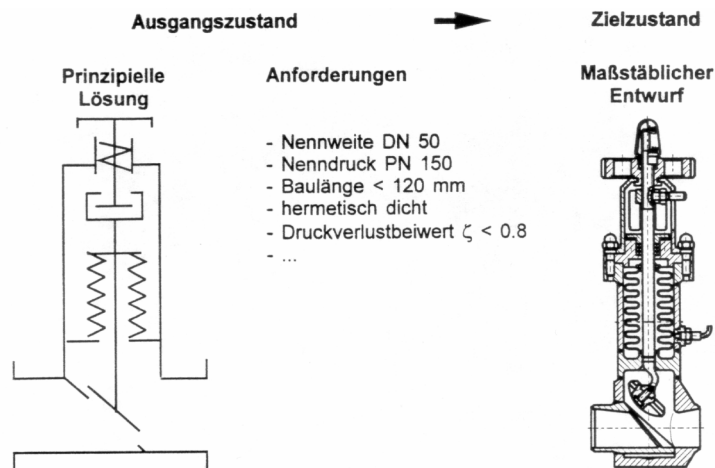 Ausgangszustand
Zielzustand
Prinzipielle
Lösung
Anforderungen
Maßstäblicher
Entwurf
- Nennweite DN 50
- Nenndruck PN 150
- Baulänge < 120 mm
- hermetisch dicht
- Druckverlustbeiwert ζ < 0.8
- ...